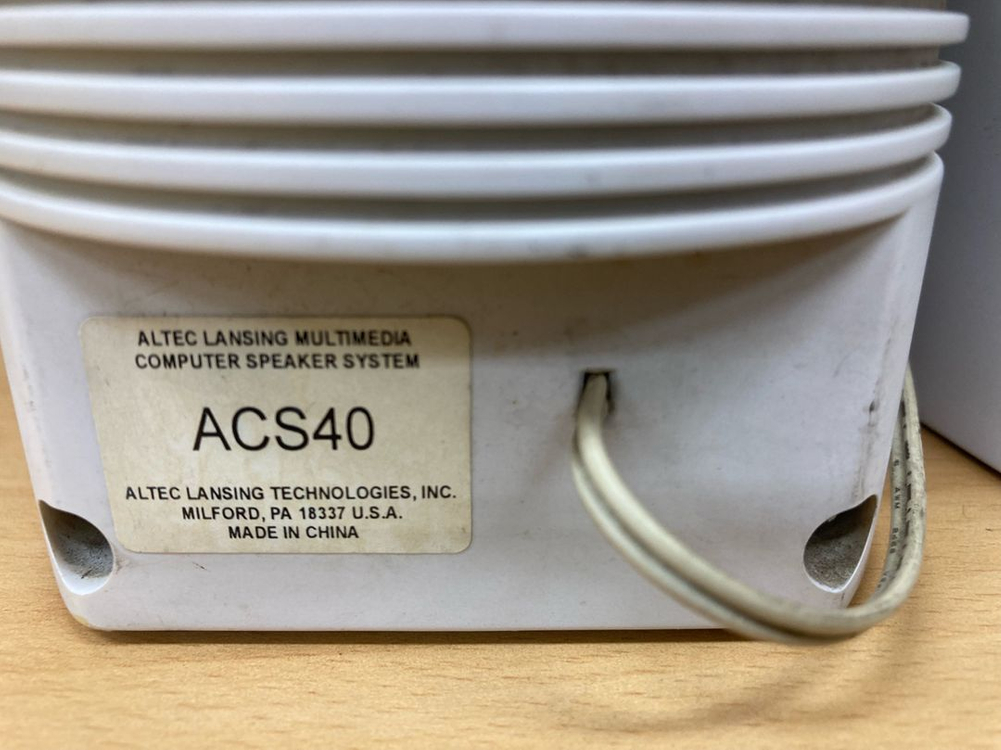 ALTEC LANSING MULTIMEDIA
COMPUTER SPEAKER SYSTEM
ACS40
ALTEC LANSING TECHNOLOGIES, INC.
MILFORD, PA 18337 U.S.A.
MADE IN CHINA